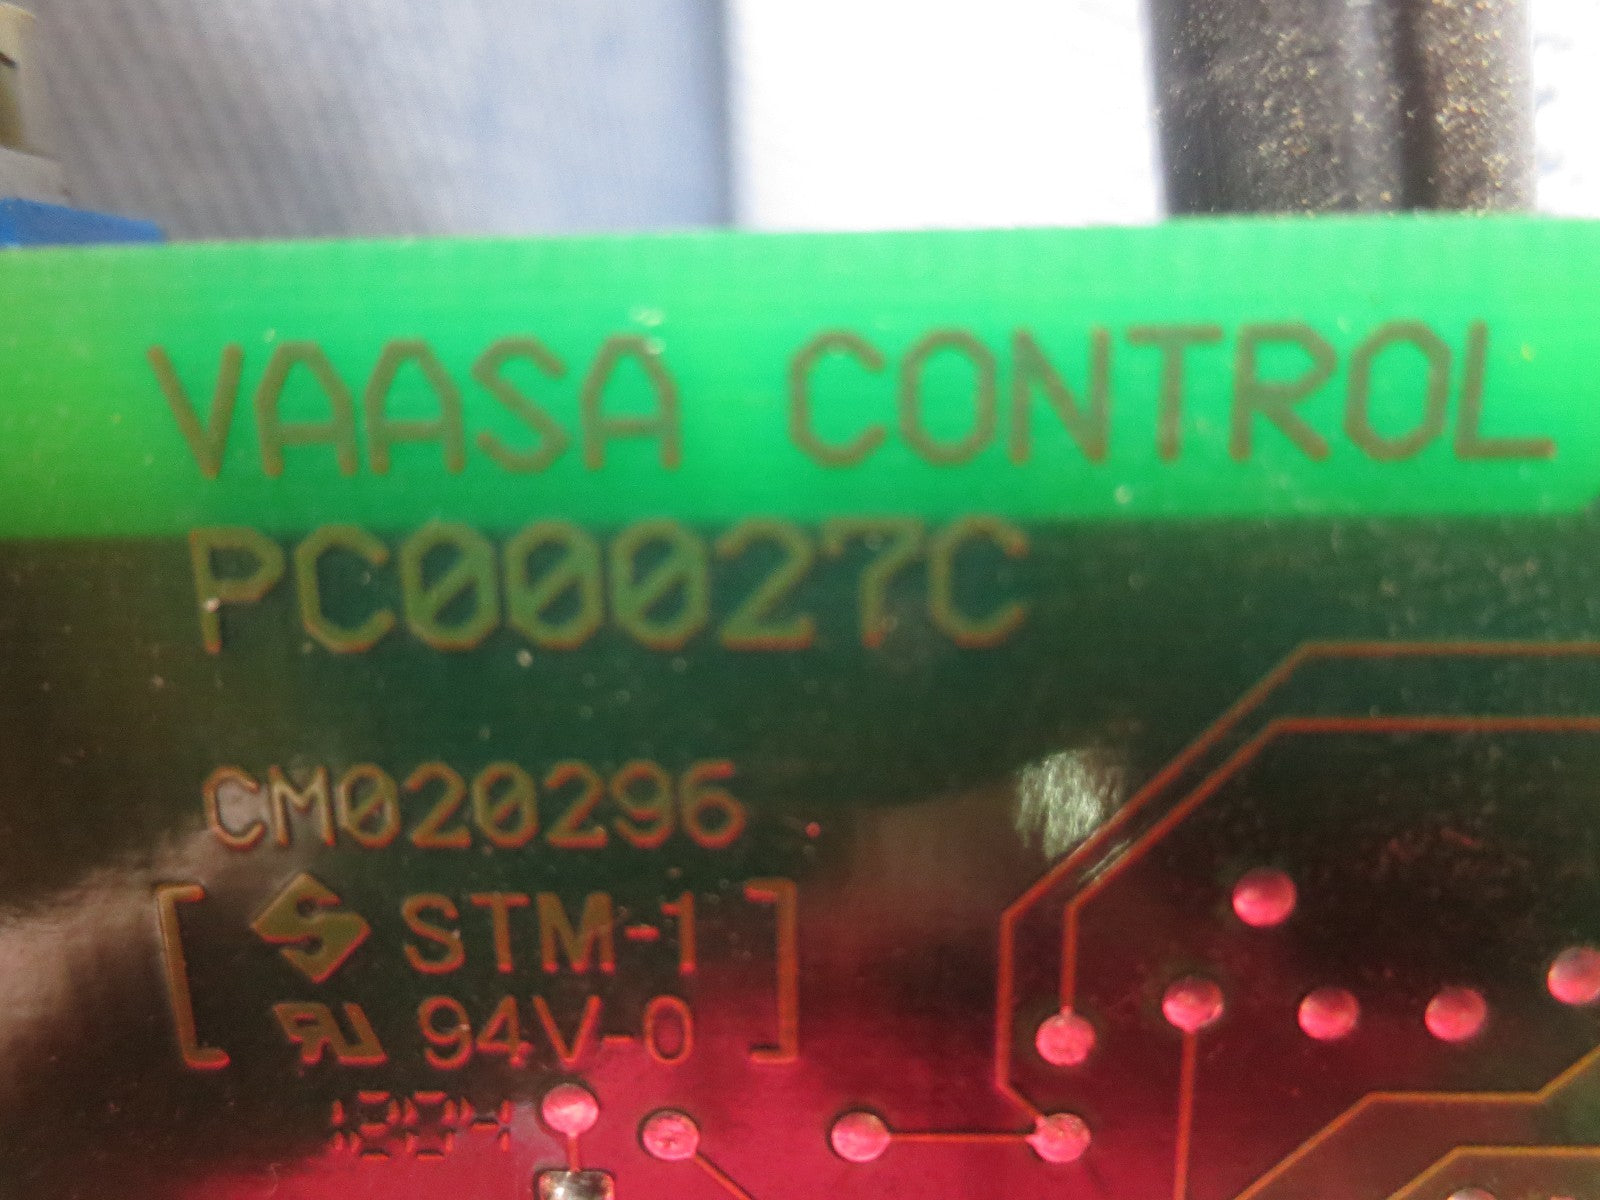 VAASA CONTROL
PC00027C
CM020296
STM-1
94V-0